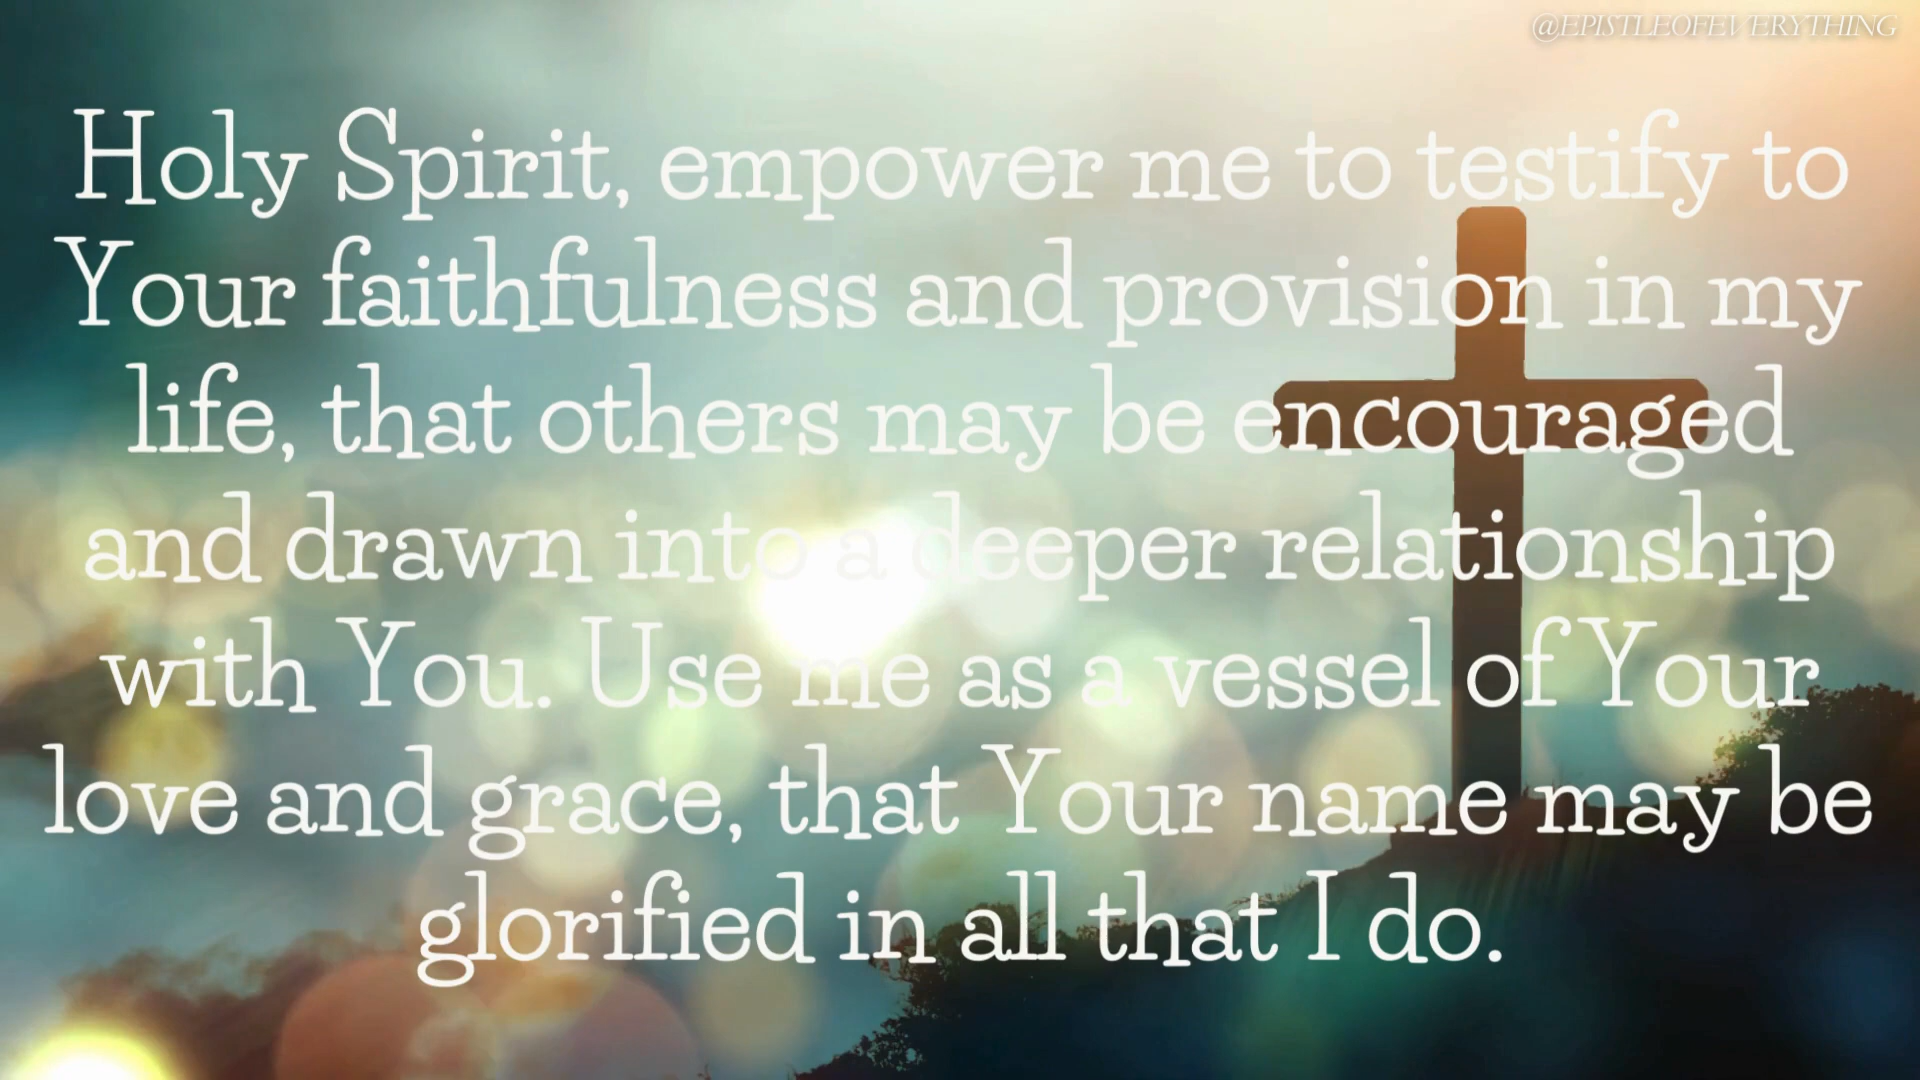 @EPISTLEOFEVERYTHING
Holy Spirit, empower me to testify to
Your faithfulness and provision in my
life, that others may be encouraged
and drawn into a deeper relationship
with You. Use me as a vessel of Your
love and grace, that Your name may be
glorified in all that I do.